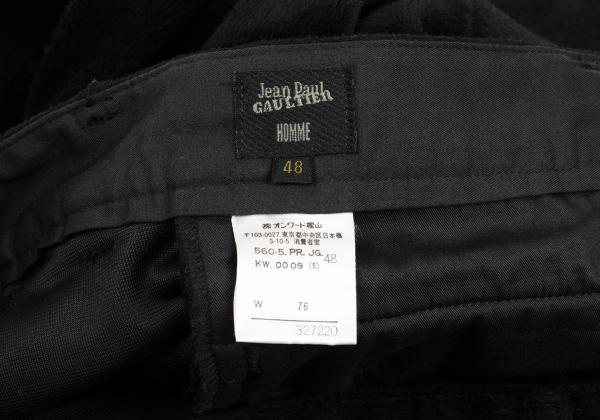 Jean Paul
GAULTIER
HOMME
48
㈱オンワード樫山
〒103-0027 東京都中央区日本橋
3-10-5 消費者室
560-5. PR. JG. 48
KW. 0009 (5)
W 76
327220